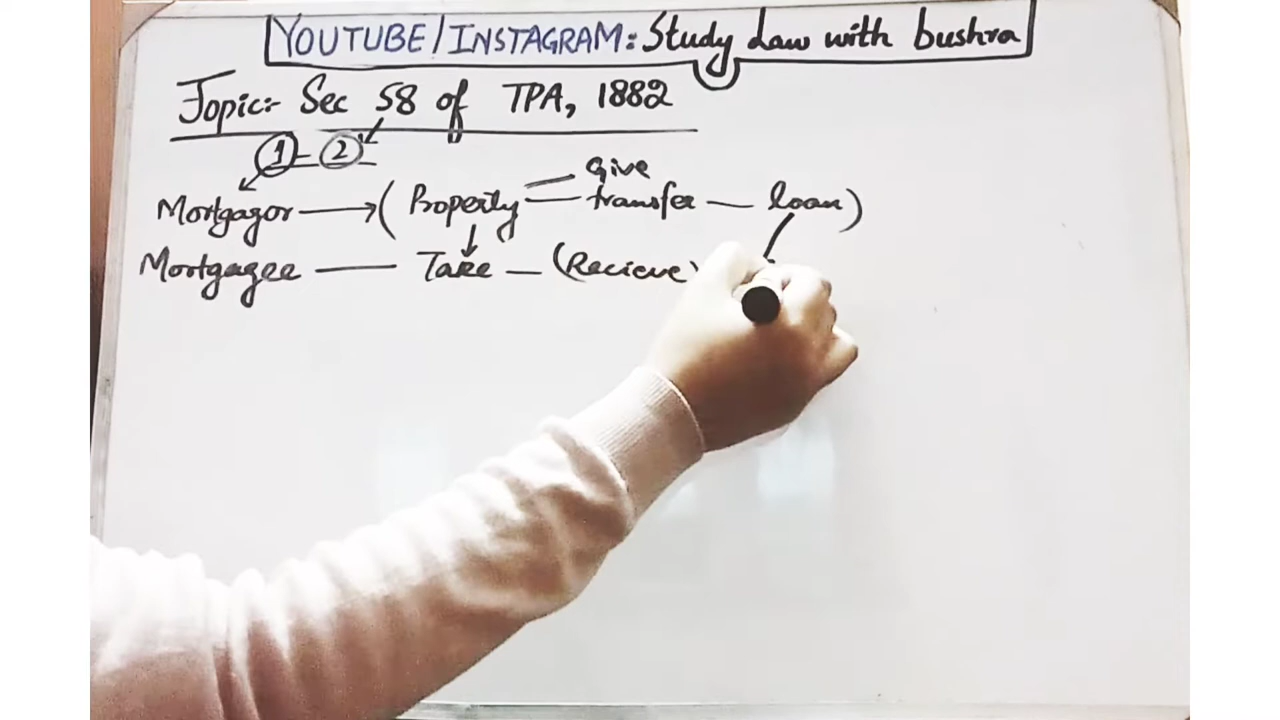 YOUTUBE/INSTAGRAM: Study Law with bushra
Topic:- Sec 58 of TPA, 1882
1 - 2
Give
Mortgagor → (Property = transfer — loan)
Mortgagee — Take — (Recieve)